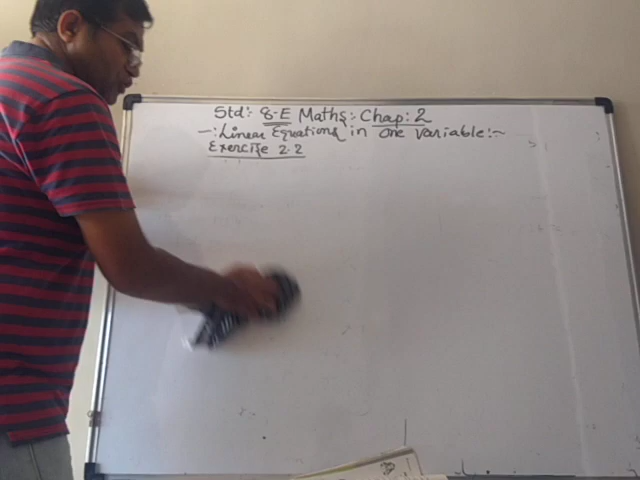 Std:- 8-E Maths:- Chap: 2
-: Linear Equations in One Variable:-
Exercise 2.2